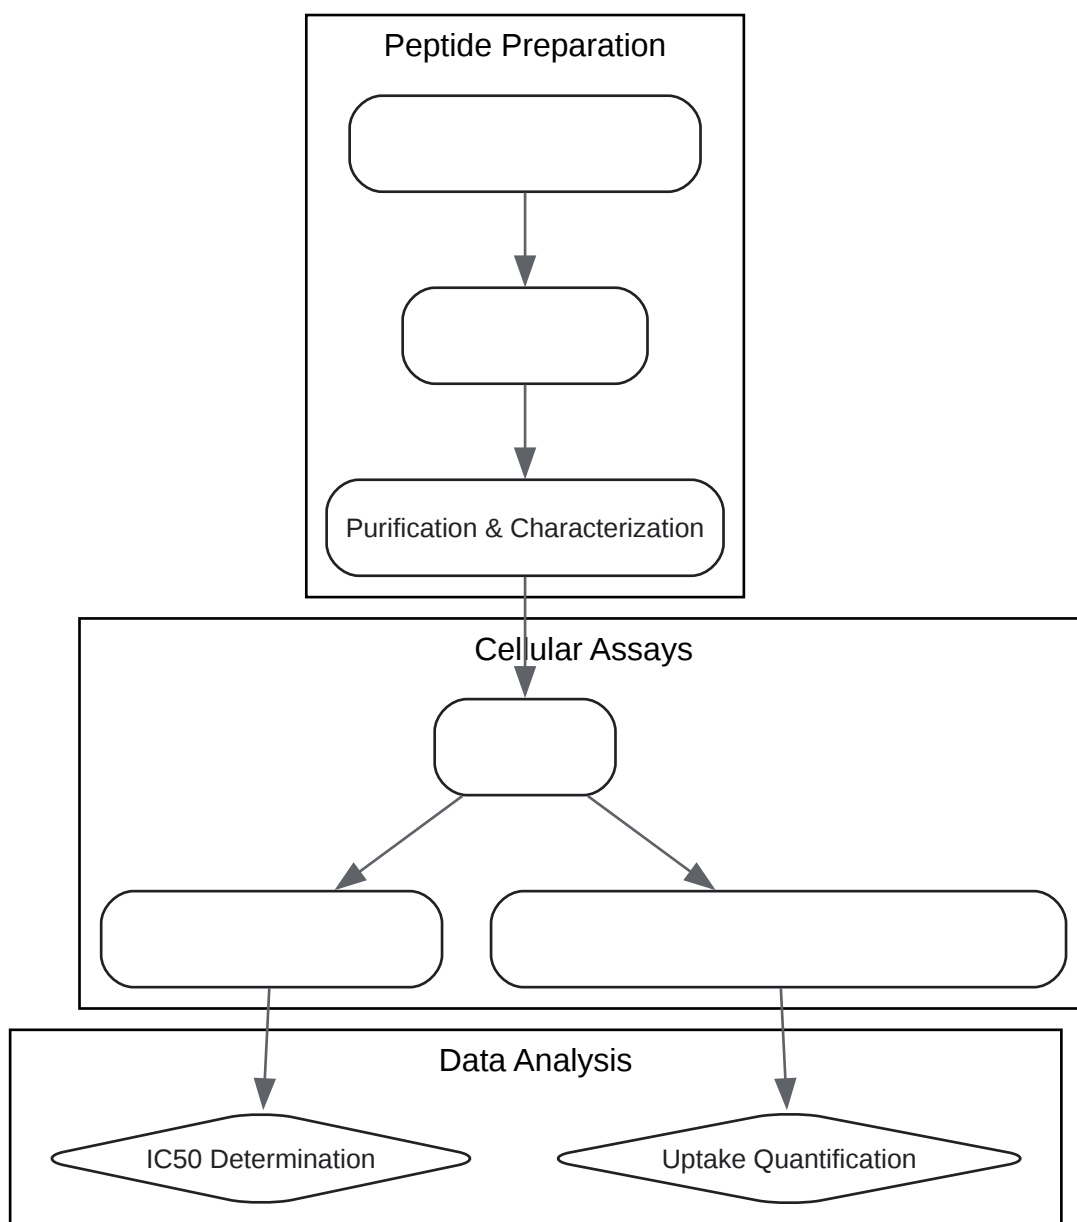 Peptide Preparation
Purification & Characterization
Cellular Assays
Data Analysis
IC50 Determination
Uptake Quantification